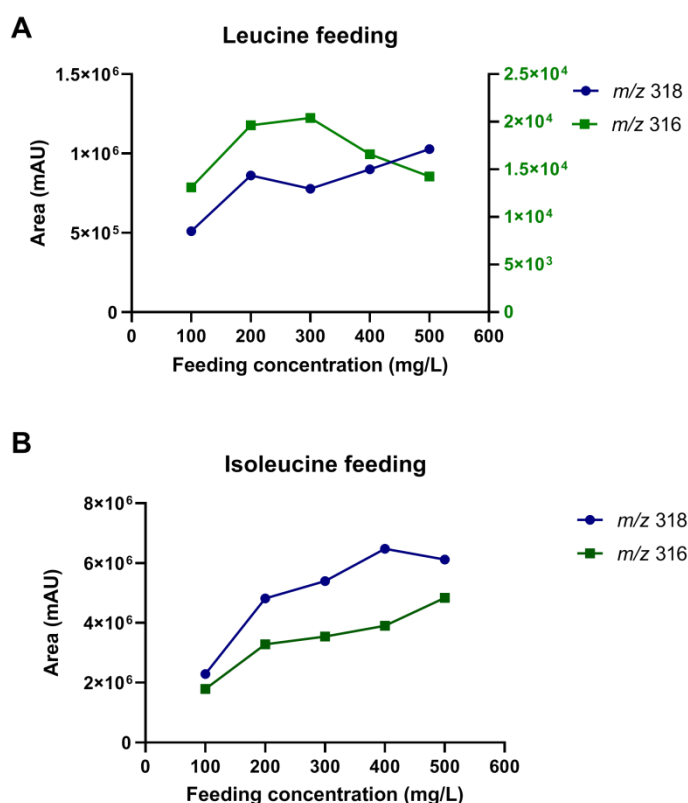 A
Leucine feeding
1.5×10⁶
1×10⁶
5×10⁵
0
Area (mAU)
2.5×10⁴
2×10⁴
1.5×10⁴
1×10⁴
5×10³
0
m/z 318
m/z 316
0 100 200 300 400 500 600
Feeding concentration (mg/L)
B
Isoleucine feeding
8×10⁶
6×10⁶
4×10⁶
2×10⁶
0
Area (mAU)
m/z 318
m/z 316
0 100 200 300 400 500 600
Feeding concentration (mg/L)